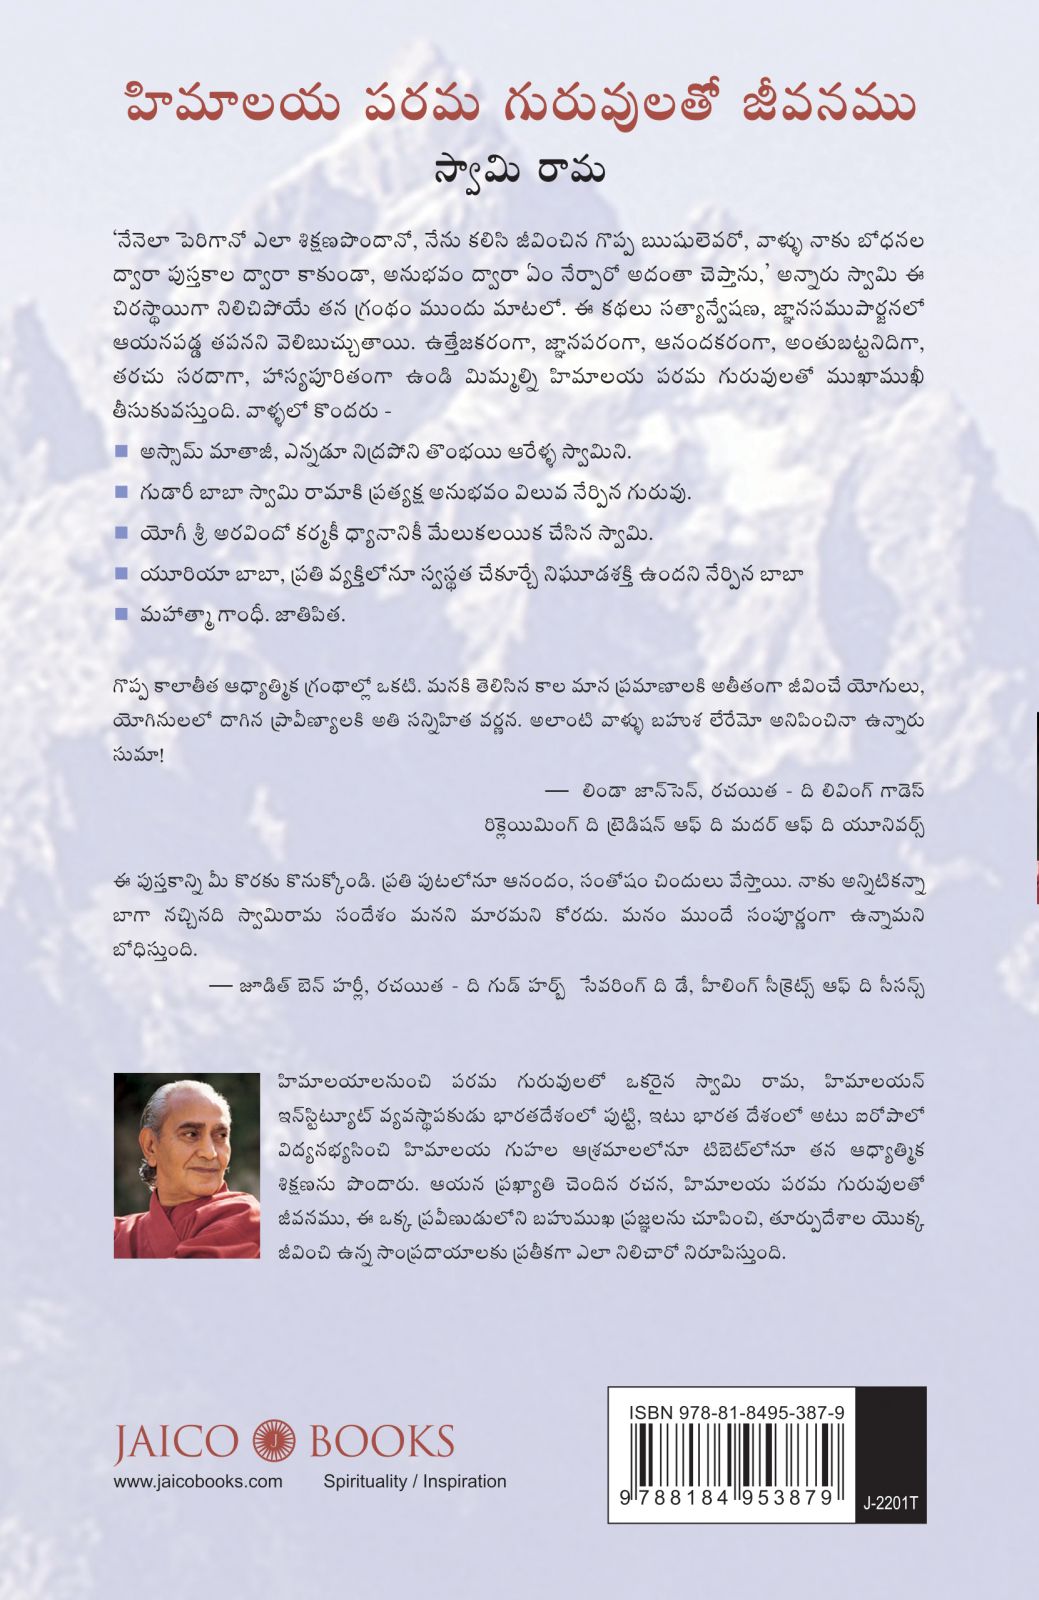 హిమాలయ పరమ గురువులతో జీవనము
స్వామి రామ
‘నేనెలా పెరిగానో ఎలా శిక్షణపొందానో, నేను కలిసి జీవించిన గొప్ప ఋషులెవరో, వాళ్ళు నాకు బోధనల
ద్వారా పుస్తకాల ద్వారా కాకుండా, అనుభవం ద్వారా ఏం నేర్పారో అదంతా చెప్తాను,’ అన్నారు స్వామి ఈ
చిరస్థాయిగా నిలిచిపోయే తన గ్రంథం ముందు మాటలో. ఈ కథలు సత్యాన్వేషణ, జ్ఞానసముపార్జనలో
ఆయనపడ్డ తపనని వెలిబుచ్చుతాయి. ఉత్తేజకరంగా, జ్ఞానపరంగా, ఆనందకరంగా, అంతుబట్టనిదిగా,
తరచు సరదాగా, హాస్యపూరితంగా ఉండి మిమ్మల్ని హిమాలయ పరమ గురువులతో ముఖాముఖీ
తీసుకువస్తుంది. వాళ్ళలో కొందరు -
■ అస్సామ్ మాతాజీ, ఎన్నడూ నిద్రపోని తొంభయి ఆరేళ్ళ స్వామిని.
■ గుడారీ బాబా స్వామి రామాకి ప్రత్యక్ష అనుభవం విలువ నేర్పిన గురువు.
■ యోగీ శ్రీ అరవిందో కర్మకీ ధ్యానానికీ మేలుకలయిక చేసిన స్వామి.
■ యూరియా బాబా, ప్రతి వ్యక్తిలోనూ స్వస్థత చేకూర్చే నిఘూడశక్తి ఉందని నేర్పిన బాబా
■ మహాత్మా గాంధీ. జాతిపిత.
గొప్ప కాలాతీత ఆధ్యాత్మిక గ్రంథాల్లో ఒకటి. మనకి తెలిసిన కాల మాన ప్రమాణాలకి అతీతంగా జీవించే యోగులు,
యోగినులలో దాగిన ప్రావీణ్యాలకి అతి సన్నిహిత వర్ణన. అలాంటి వాళ్ళు బహుశ లేరేమో అనిపించినా ఉన్నారు
సుమా!
— లిండా జాన్‌సెన్, రచయిత - ది లివింగ్ గాడెస్
రిక్లెయిమింగ్ ది ట్రెడిషన్ ఆఫ్ ది మదర్ ఆఫ్ ది యూనివర్స్
ఈ పుస్తకాన్ని మీ కొరకు కొనుక్కోండి. ప్రతి పుటలోనూ ఆనందం, సంతోషం చిందులు వేస్తాయి. నాకు అన్నిటికన్నా
బాగా నచ్చినది స్వామిరామ సందేశం మనని మారమని కోరదు. మనం ముందే సంపూర్ణంగా ఉన్నామని
బోధిస్తుంది.
— జూడిత్ బెన్ హర్లీ, రచయిత - ది గుడ్ హర్బ్ సేవరింగ్ ది డే, హీలింగ్ సీక్రెట్స్ ఆఫ్ ది సీసన్స్
హిమాలయాలనుంచి పరమ గురువులలో ఒకరైన స్వామి రామ, హిమాలయన్
ఇన్‌స్టిట్యూట్ వ్యవస్థాపకుడు భారతదేశంలో పుట్టి, ఇటు భారత దేశంలో అటు ఐరోపాలో
విద్యనభ్యసించి హిమాలయ గుహల ఆశ్రమాలలోనూ టిబెట్‌లోనూ తన ఆధ్యాత్మిక
శిక్షణను పొందారు. ఆయన ప్రఖ్యాతి చెందిన రచన, హిమాలయ పరమ గురువులతో
జీవనము, ఈ ఒక్క ప్రవీణుడులోని బహుముఖ ప్రజ్ఞలను చూపించి, తూర్పుదేశాల యొక్క
జీవించి ఉన్న సాంప్రదాయాలకు ప్రతీకగా ఎలా నిలిచారో నిరూపిస్తుంది.
JAICO J BOOKS
www.jaicobooks.com Spirituality / Inspiration
ISBN 978-81-8495-387-9
9 788184 953879
J-2201T